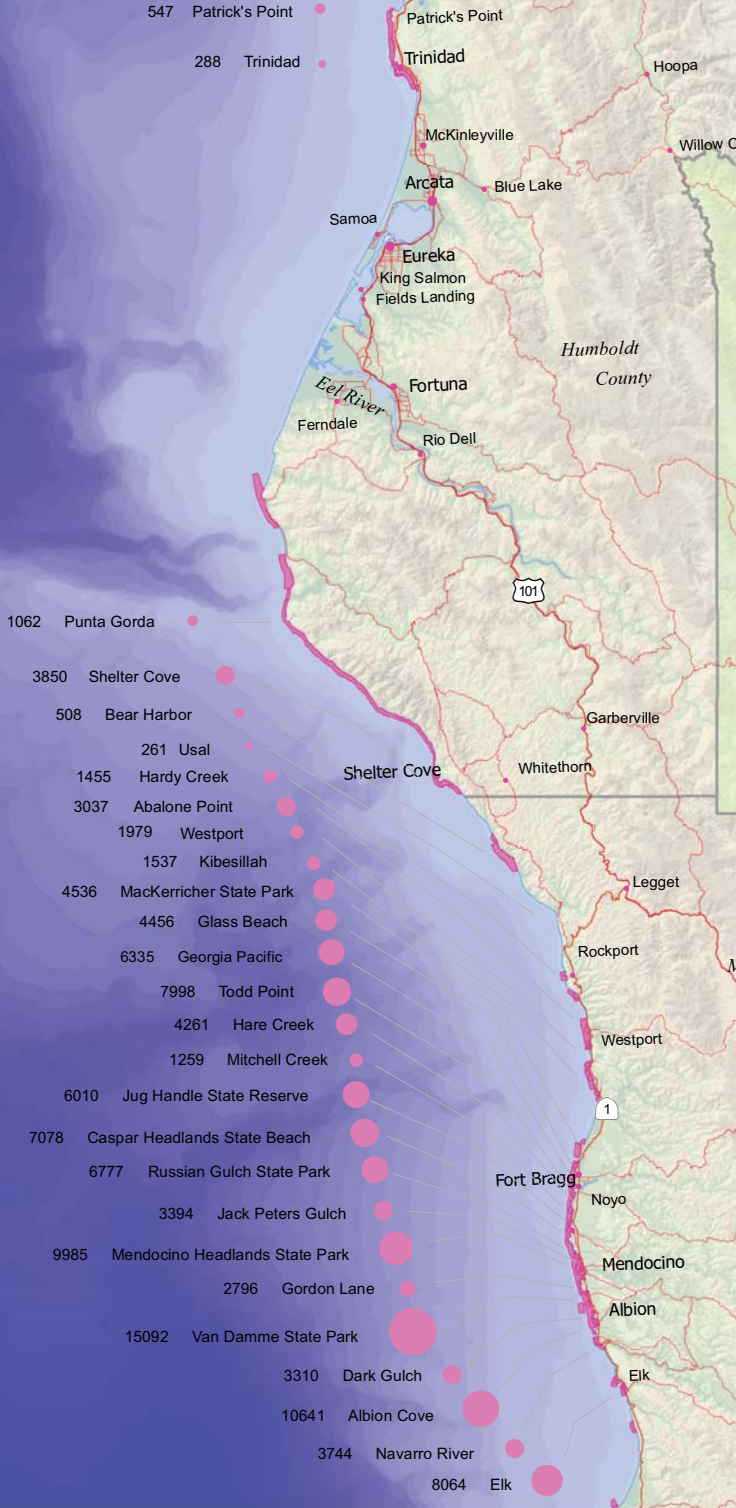 547 Patrick's Point
Patrick's Point
288 Trinidad
Trinidad
Hoopa
McKinleyville
Willow C
Arcata
Blue Lake
Samoa
Eureka
King Salmon
Fields Landing
Humboldt
County
Eel River
Fortuna
Ferndale
Rio Dell
101
1062 Punta Gorda
3850 Shelter Cove
508 Bear Harbor
Garberville
261 Usal
Shelter Cove
Whitethorn
1455 Hardy Creek
3037 Abalone Point
1979 Westport
1537 Kibesillah
4536 MacKerricher State Park
Legget
4456 Glass Beach
6335 Georgia Pacific
Rockport
M
7998 Todd Point
4261 Hare Creek
Westport
1259 Mitchell Creek
6010 Jug Handle State Reserve
1
7078 Caspar Headlands State Beach
6777 Russian Gulch State Park
Fort Bragg
Noyo
3394 Jack Peters Gulch
9985 Mendocino Headlands State Park
Mendocino
2796 Gordon Lane
Albion
15092 Van Damme State Park
3310 Dark Gulch
Elk
10641 Albion Cove
3744 Navarro River
8064 Elk